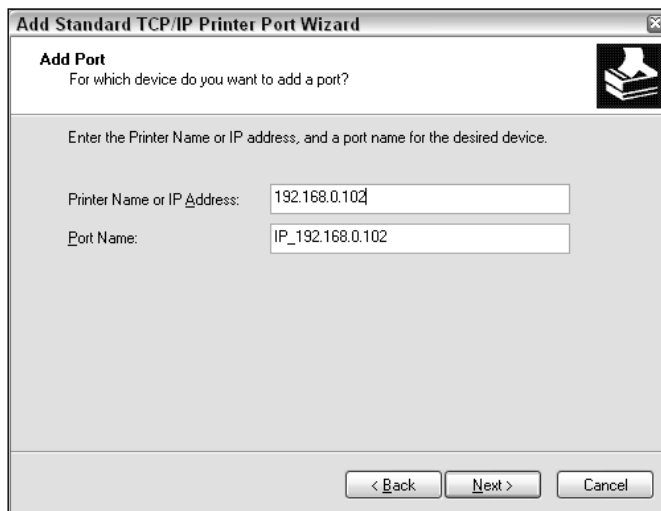 Add Standard TCP/IP Printer Port Wizard
Add Port
For which device do you want to add a port?
Enter the Printer Name or IP address, and a port name for the desired device.
Printer Name or IP Address: 192.168.0.102
Port Name: IP_192.168.0.102
< Back Next > Cancel